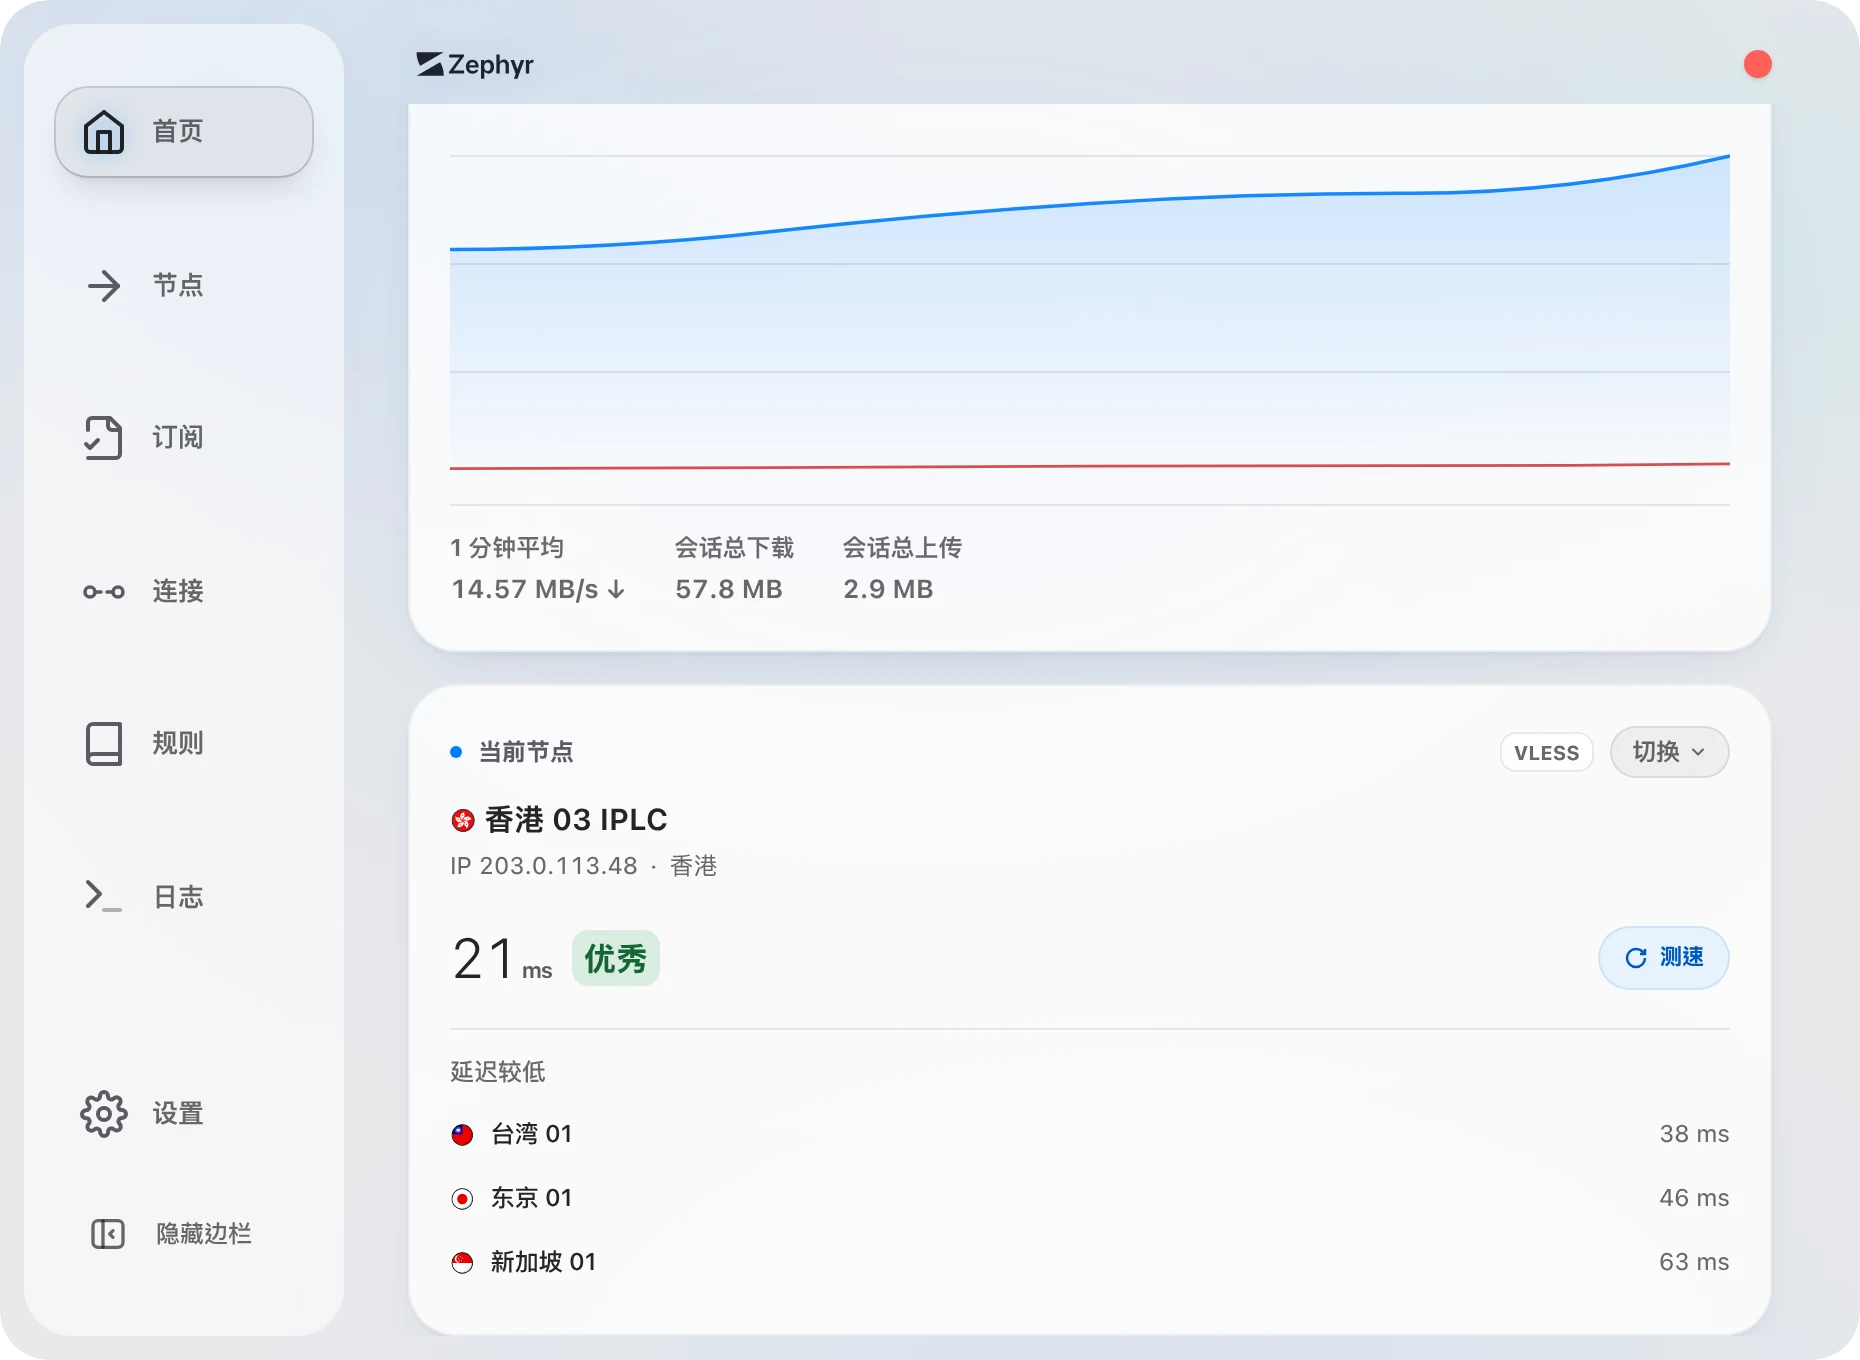 Zephyr
首页
节点
订阅
连接
规则
日志
设置
隐藏边栏
1 分钟平均 会话总下载 会话总上传
14.57 MB/s ↓ 57.8 MB 2.9 MB
当前节点 VLESS 切换
香港 03 IPLC
IP 203.0.113.48 · 香港
21 ms 优秀 测速
延迟较低
台湾 01 38 ms
东京 01 46 ms
新加坡 01 63 ms